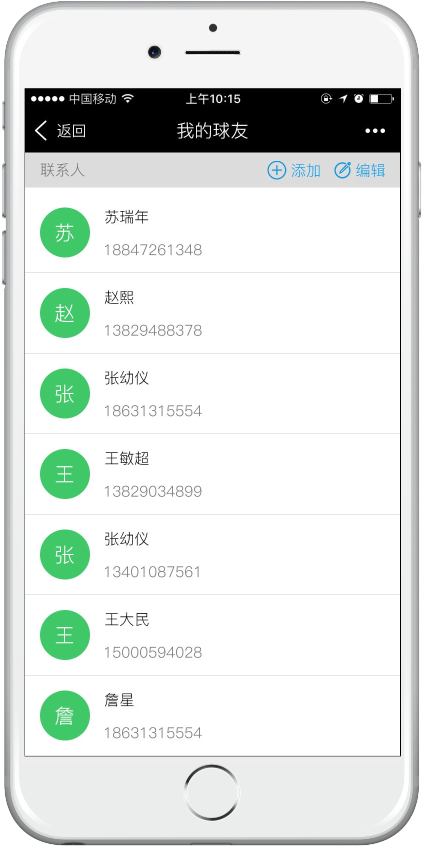 中国移动 上午10:15
返回 我的球友
联系人 添加 编辑
苏 苏瑞年
18847261348
赵 赵熙
13829488378
张 张幼仪
18631315554
王 王敏超
13829034899
张 张幼仪
13401087561
王 王大民
15000594028
詹 詹星
18631315554